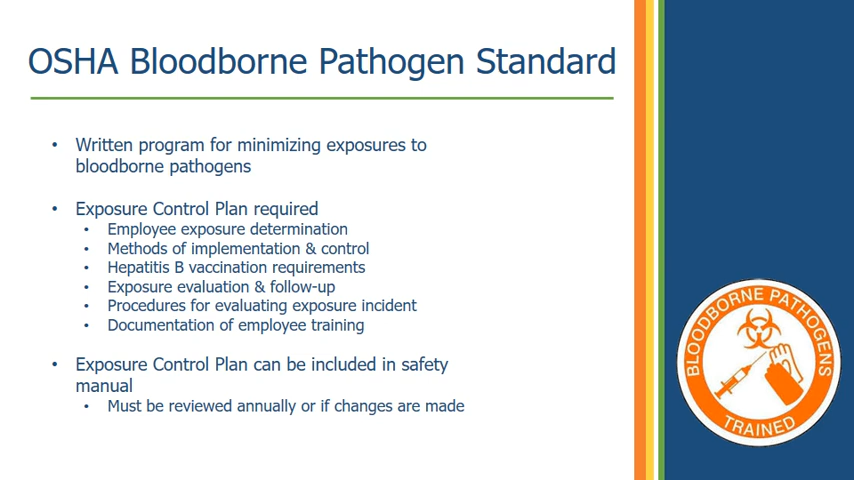 OSHA Bloodborne Pathogen Standard
• Written program for minimizing exposures to
bloodborne pathogens
• Exposure Control Plan required
• Employee exposure determination
• Methods of implementation & control
• Hepatitis B vaccination requirements
• Exposure evaluation & follow-up
• Procedures for evaluating exposure incident
• Documentation of employee training
• Exposure Control Plan can be included in safety
manual
• Must be reviewed annually or if changes are made
BLOODBORNE PATHOGENS
TRAINED